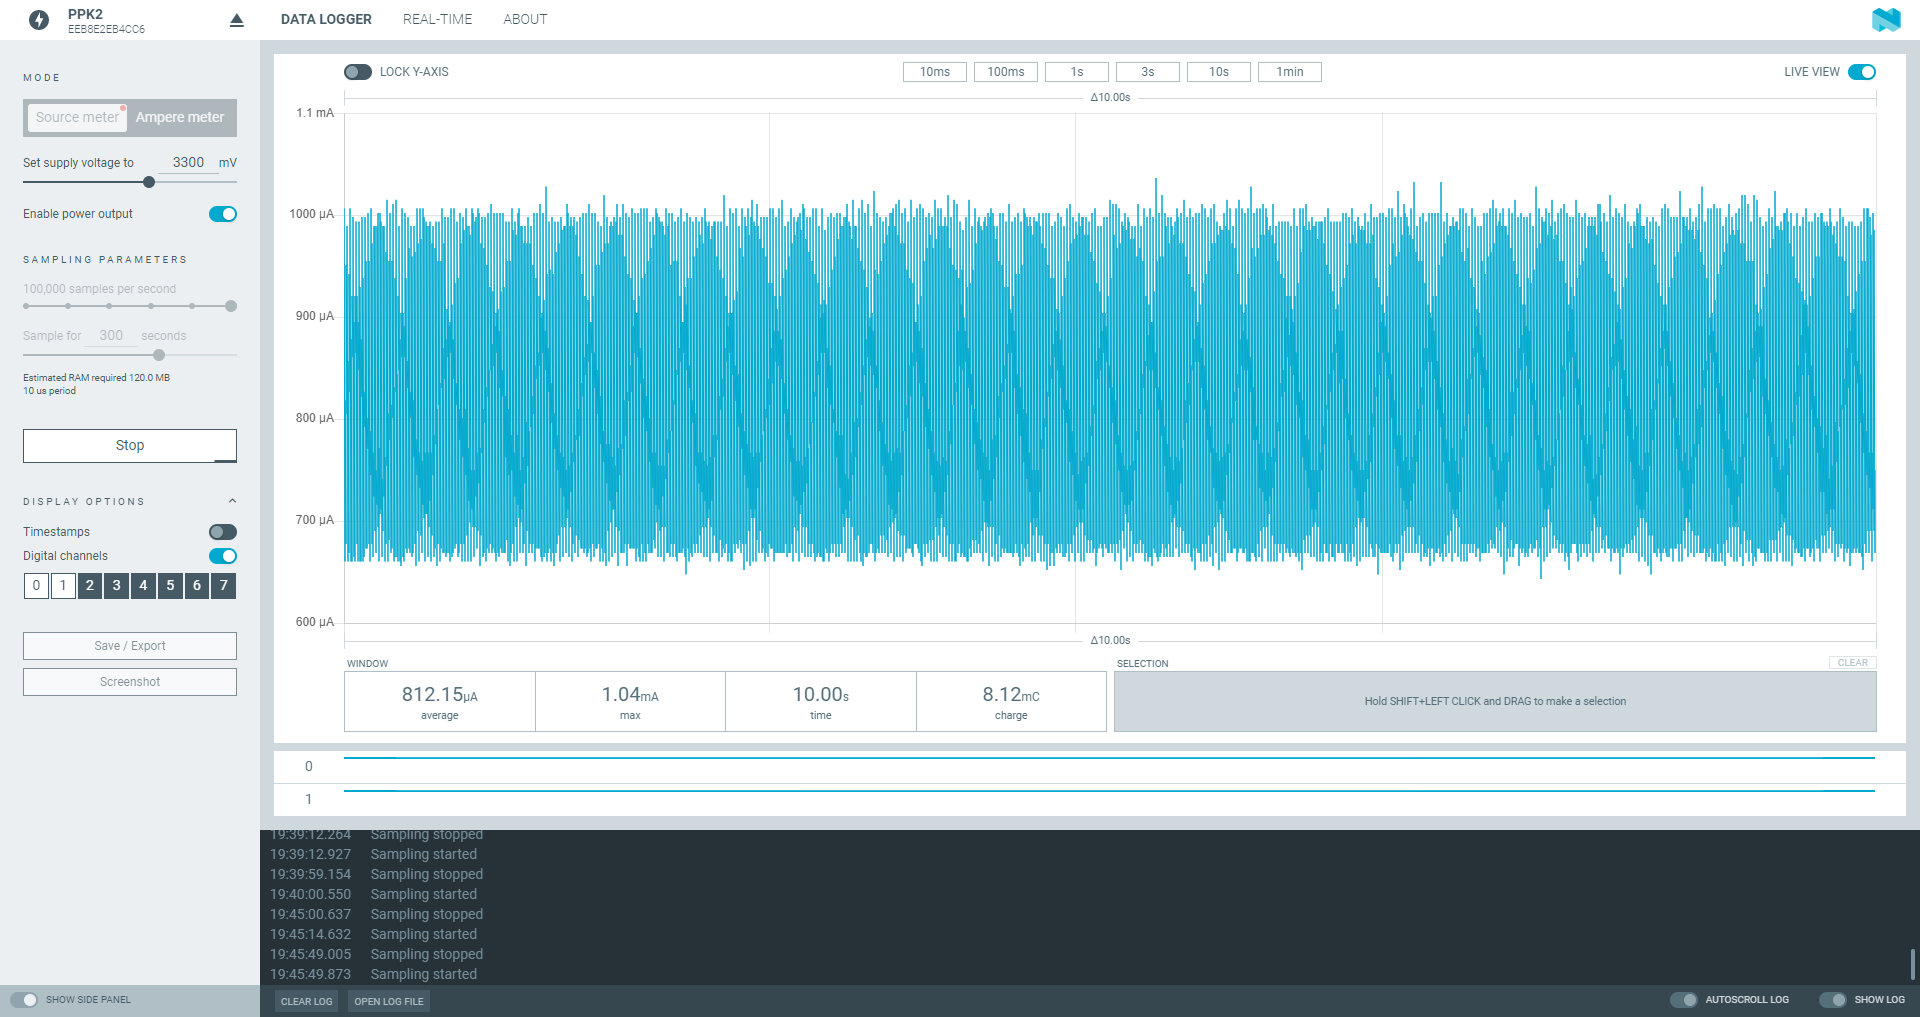 PPK2
EEB8E2EB4CC6
DATA LOGGER REAL-TIME ABOUT
MODE
Source meter Ampere meter
Set supply voltage to 3300 mV
Enable power output
SAMPLING PARAMETERS
100,000 samples per second
Sample for 300 seconds
Estimated RAM required 120.0 MB
10 us period
Stop
DISPLAY OPTIONS
Timestamps
Digital channels
0 1 2 3 4 5 6 7
Save / Export
Screenshot
SHOW SIDE PANEL
LOCK Y-AXIS 10ms 100ms 1s 3s 10s 1min LIVE VIEW
Δ10.00s
1.1 mA
1000 µA
900 µA
800 µA
700 µA
600 µA
Δ10.00s
WINDOW
812.15µA 1.04mA 10.00s 8.12mC
average max time charge
SELECTION CLEAR
Hold SHIFT+LEFT CLICK and DRAG to make a selection
0
1
19:39:12.264 Sampling stopped
19:39:12.927 Sampling started
19:39:59.154 Sampling stopped
19:40:00.550 Sampling started
19:45:00.637 Sampling stopped
19:45:14.632 Sampling started
19:45:49.005 Sampling stopped
19:45:49.873 Sampling started
CLEAR LOG OPEN LOG FILE AUTOSCROLL LOG SHOW LOG